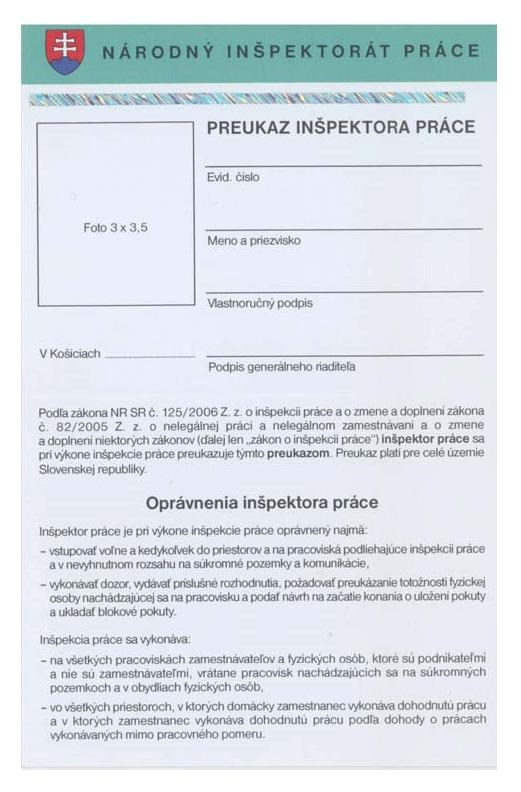 NÁRODNÝ INŠPEKTORÁT PRÁCE
PREUKAZ INŠPEKTORA PRÁCE
Evid. číslo
Foto 3 x 3,5
Meno a priezvisko
Vlastnoručný podpis
V Košiciach
Podpis generálneho riaditeľa
Podľa zákona NR SR č. 125/2006 Z. z. o inšpekcii práce a o zmene a doplnení zákona
č. 82/2005 Z. z. o nelegálnej práci a nelegálnom zamestnávaní a o zmene
a doplnení niektorých zákonov (ďalej len „zákon o inšpekcii práce“) inšpektor práce sa
pri výkone inšpekcie práce preukazuje týmto preukazom. Preukaz platí pre celé územie
Slovenskej republiky.
Oprávnenia inšpektora práce
Inšpektor práce je pri výkone inšpekcie práce oprávnený najmä:
– vstupovať voľne a kedykoľvek do priestorov a na pracoviská podliehajúce inšpekcii práce
a v nevyhnutnom rozsahu na súkromné pozemky a komunikácie,
– vykonávať dozor, vydávať príslušné rozhodnutia, požadovať preukázanie totožnosti fyzickej
osoby nachádzajúcej sa na pracovisku a podať návrh na začatie konania o uložení pokuty
a ukladať blokové pokuty.
Inšpekcia práce sa vykonáva:
– na všetkých pracoviskách zamestnávateľov a fyzických osôb, ktoré sú podnikateľmi
a nie sú zamestnávateľmi, vrátane pracovísk nachádzajúcich sa na súkromných
pozemkoch a v obydliach fyzických osôb,
– vo všetkých priestoroch, v ktorých domácky zamestnanec vykonáva dohodnutú prácu
a v ktorých zamestnanec vykonáva dohodnutú prácu podľa dohody o prácach
vykonávaných mimo pracovného pomeru.